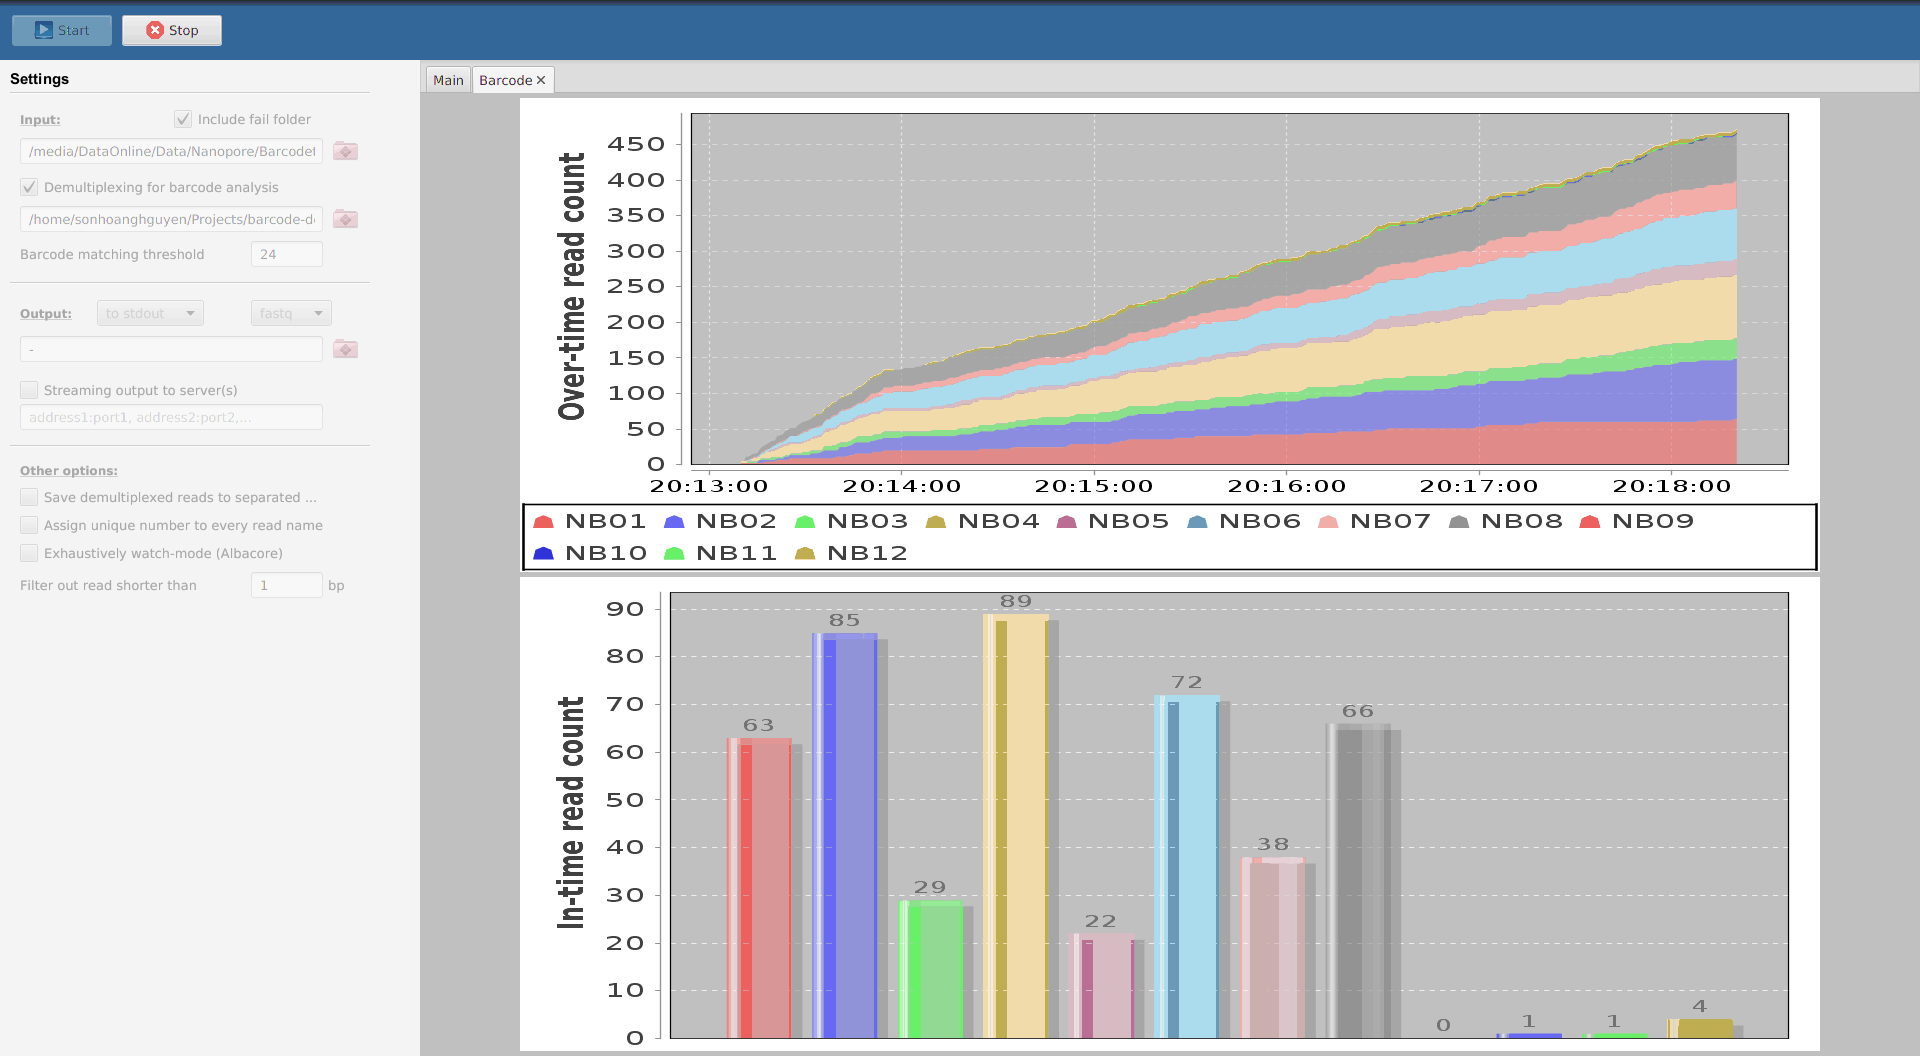 Start Stop
Settings
Input: Include fail folder
/media/DataOnline/Data/Nanopore/Barcodet
Demultiplexing for barcode analysis
/home/sonhoanghguyen/Projects/barcode-d
Barcode matching threshold 24
Output: to stdout fastq
-
Streaming output to server(s)
address1:port1, address2:port2,...
Other options:
Save demultiplexed reads to separated ...
Assign unique number to every read name
Exhaustively watch-mode (Albacore)
Filter out read shorter than 1 bp
Main Barcode
Over-time read count
450
400
350
300
250
200
150
100
50
0
20:13:00 20:14:00 20:15:00 20:16:00 20:17:00 20:18:00
NB01 NB02 NB03 NB04 NB05 NB06 NB07 NB08 NB09
NB10 NB11 NB12
In-time read count
90
80
70
60
50
40
30
20
10
0
63 85 29 89 22 72 38 66 0 1 1 4